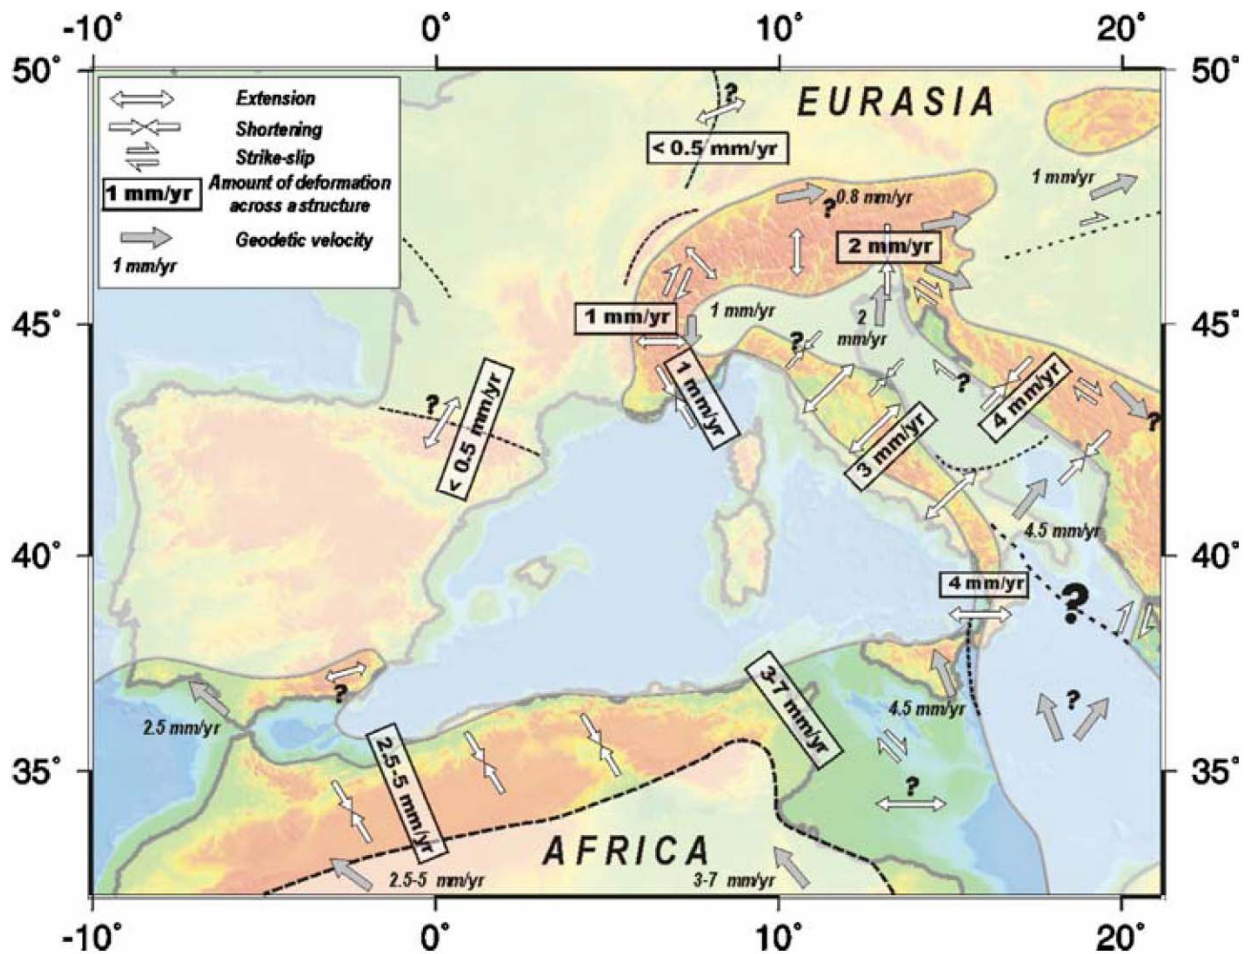 -10° 0° 10° 20°
50° 50°
Extension
Shortening
Strike-slip
1 mm/yr Amount of deformation
across a structure
Geodetic velocity
1 mm/yr
?
EURASIA
< 0.5 mm/yr
0.8 mm/yr
?
1 mm/yr
2 mm/yr
45° 45°
1 mm/yr
1 mm/yr
2
mm/yr
?
1 mm/yr
?
4 mm/yr
?
?
< 0.5 mm/yr
3 mm/yr
4.5 mm/yr
40° 40°
4 mm/yr
?
?
3-7 mm/yr
2.5 mm/yr
4.5 mm/yr
?
2.5-5 mm/yr
35° 35°
?
AFRICA
2.5-5 mm/yr
3-7 mm/yr
-10° 0° 10° 20°